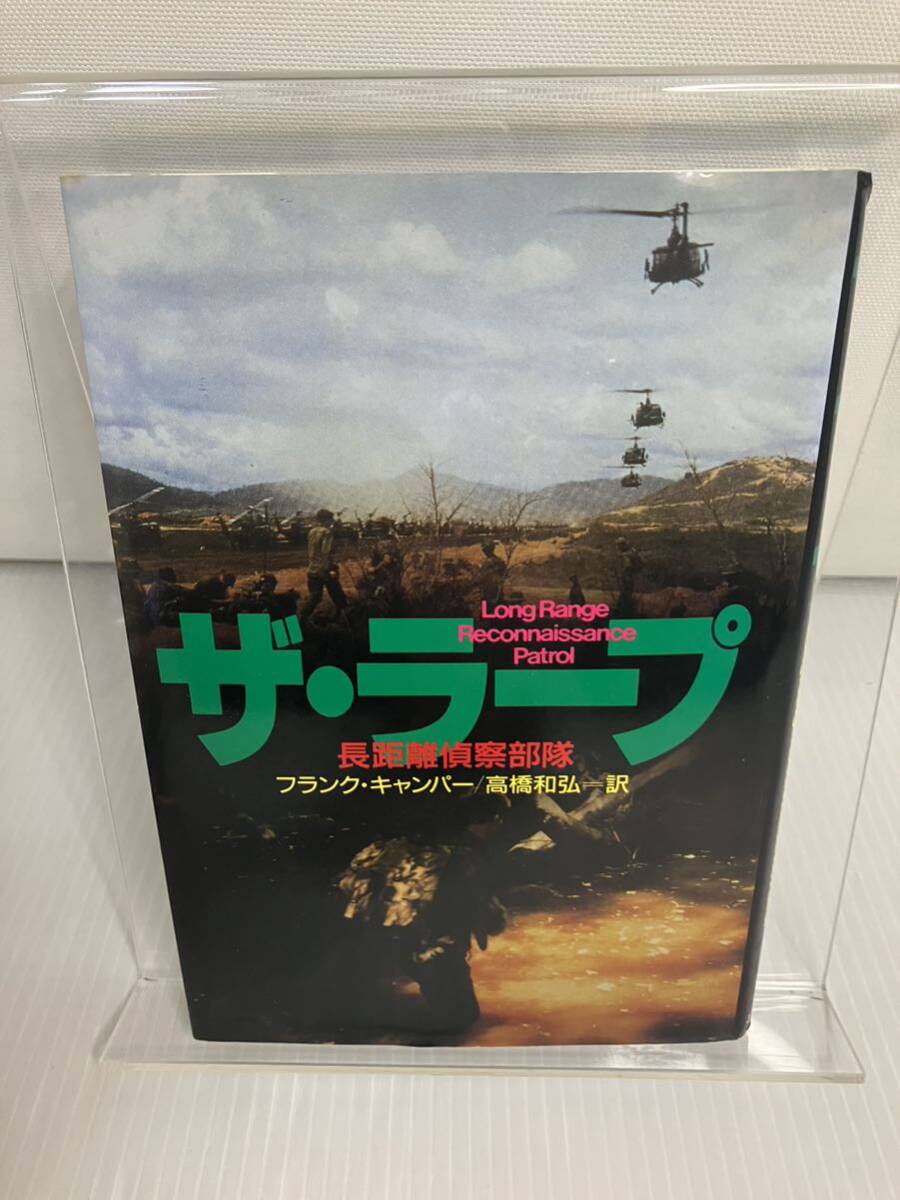 Long Range
Reconnaissance
Patrol
ザ・ラープ
長距離偵察部隊
フランク・キャンパー/高橋和弘＝訳